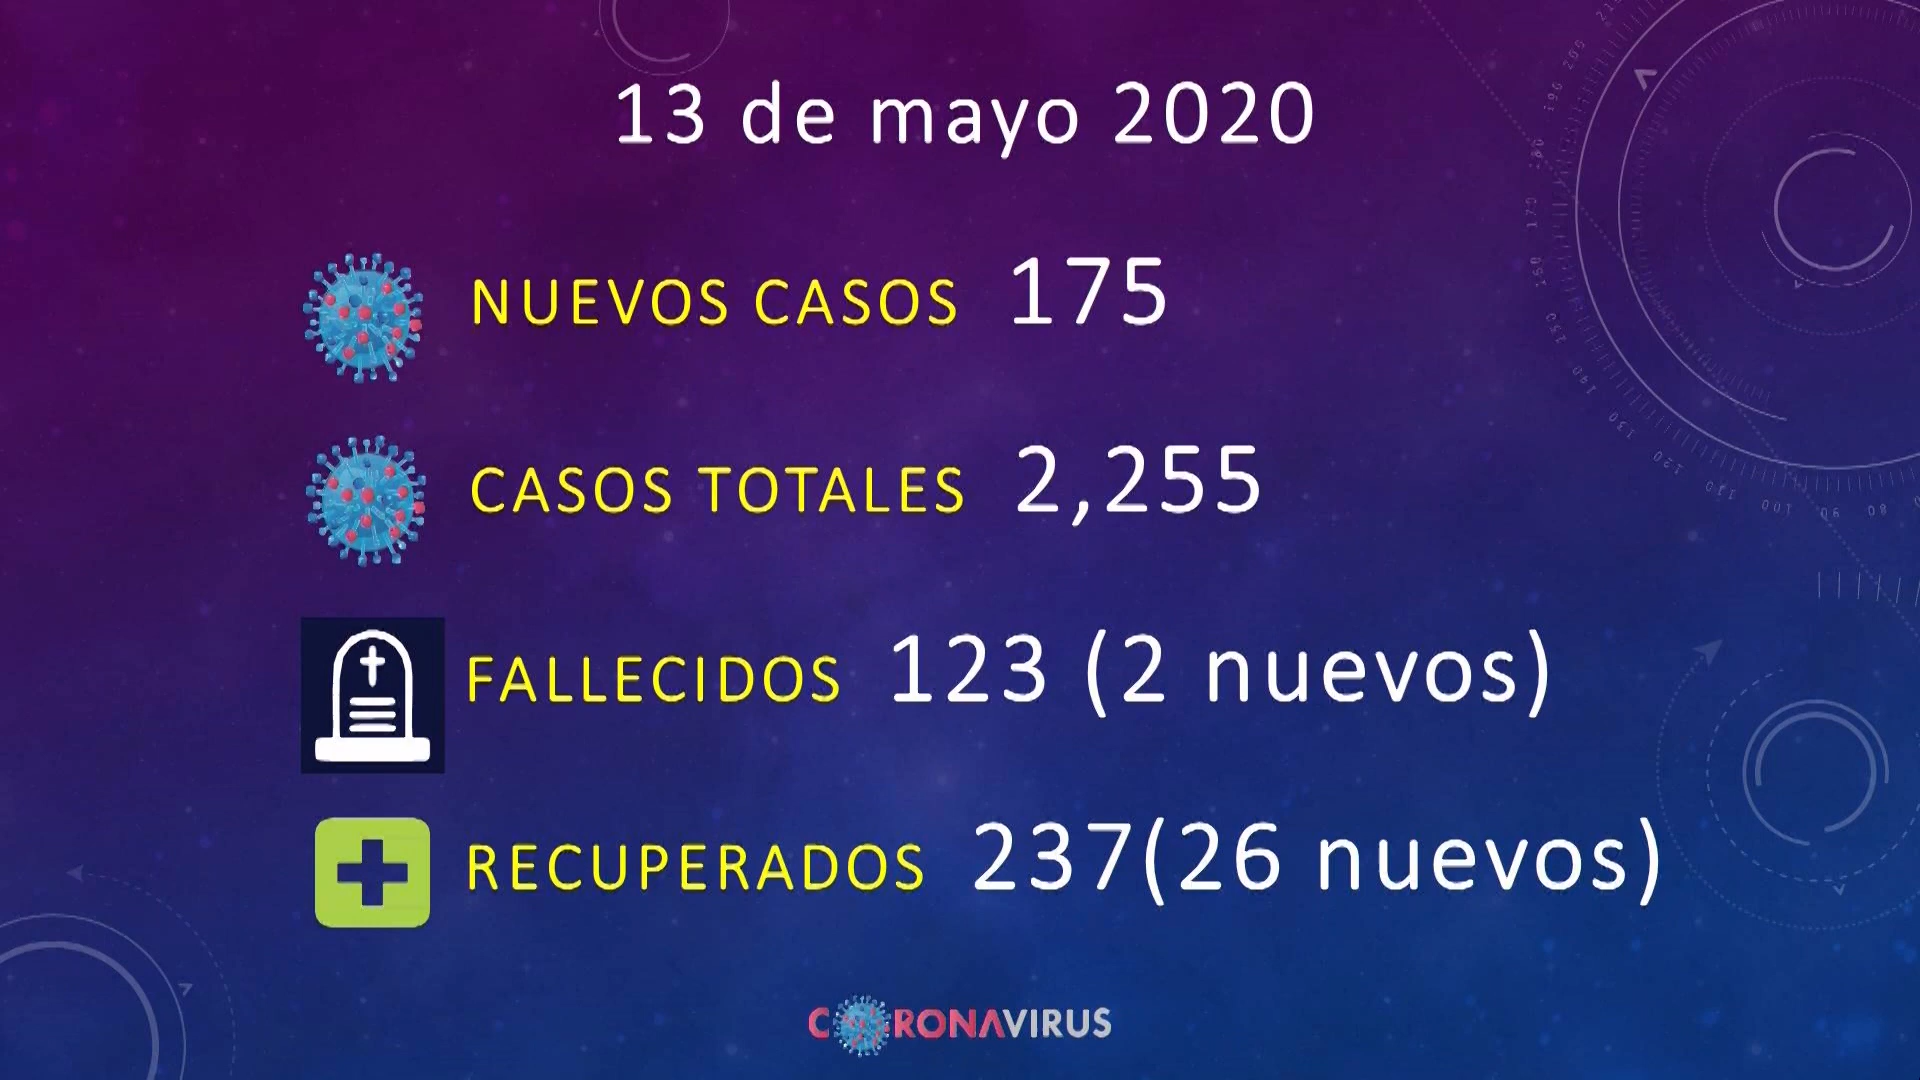 13 de mayo 2020
NUEVOS CASOS 175
CASOS TOTALES 2,255
FALLECIDOS 123 (2 nuevos)
RECUPERADOS 237(26 nuevos)
CORONAVIRUS